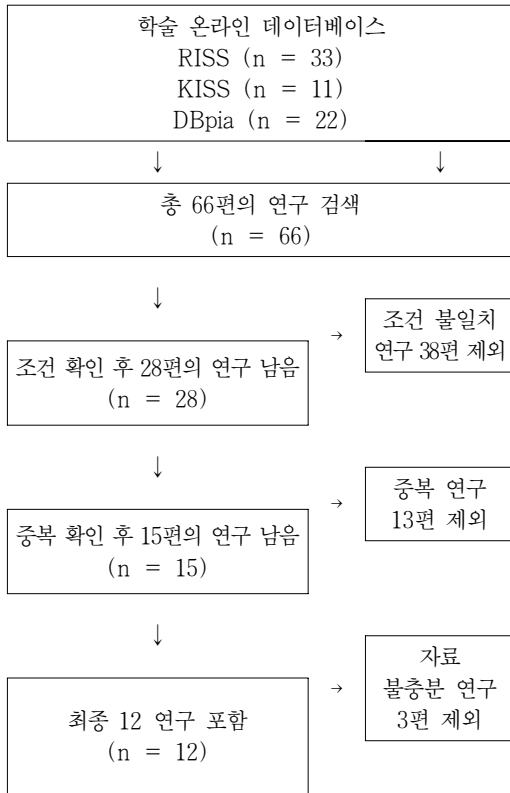 학술 온라인 데이터베이스
RISS (n = 33)
KISS (n = 11)
DBpia (n = 22)
↓ ↓
총 66편의 연구 검색
(n = 66)
↓
→
조건 불일치
연구 38편 제외
조건 확인 후 28편의 연구 남음
(n = 28)
↓
→
중복 연구
13편 제외
중복 확인 후 15편의 연구 남음
(n = 15)
↓
→
자료
불충분 연구
3편 제외
최종 12 연구 포함
(n = 12)